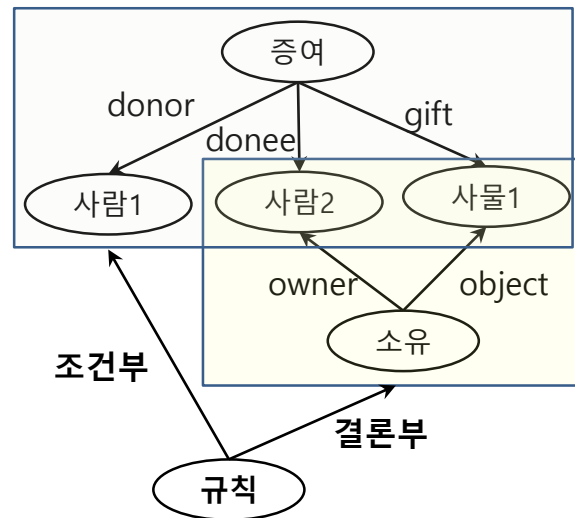 증여
donor
donee
gift
사람1
사람2
사물1
owner
object
소유
조건부
결론부
규칙